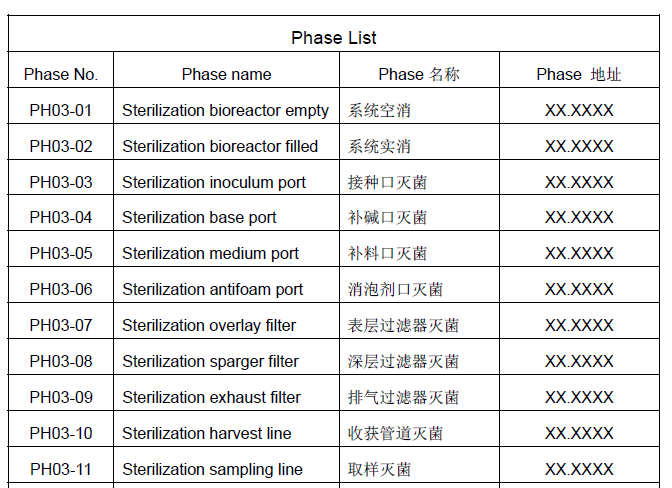 Phase List
Phase No. Phase name Phase 名称 Phase 地址
PH03-01 Sterilization bioreactor empty 系统空消 XX.XXXX
PH03-02 Sterilization bioreactor filled 系统实消 XX.XXXX
PH03-03 Sterilization inoculum port 接种口灭菌 XX.XXXX
PH03-04 Sterilization base port 补碱口灭菌 XX.XXXX
PH03-05 Sterilization medium port 补料口灭菌 XX.XXXX
PH03-06 Sterilization antifoam port 消泡剂口灭菌 XX.XXXX
PH03-07 Sterilization overlay filter 表层过滤器灭菌 XX.XXXX
PH03-08 Sterilization sparger filter 深层过滤器灭菌 XX.XXXX
PH03-09 Sterilization exhaust filter 排气过滤器灭菌 XX.XXXX
PH03-10 Sterilization harvest line 收获管道灭菌 XX.XXXX
PH03-11 Sterilization sampling line 取样灭菌 XX.XXXX